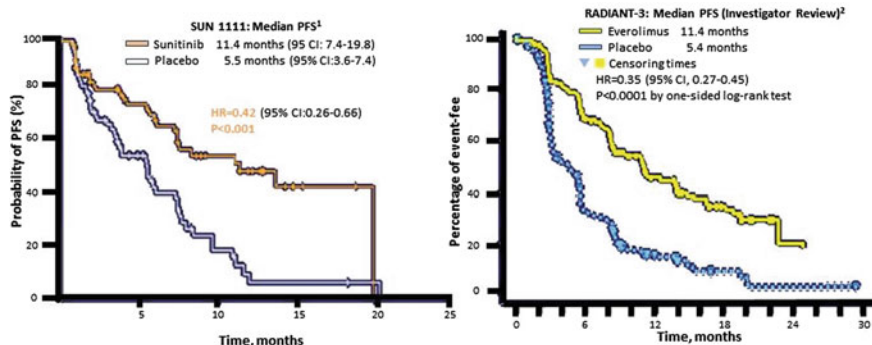 SUN 1111: Median PFS¹
Sunitinib 11.4 months (95 CI: 7.4-19.8)
Placebo 5.5 months (95% CI:3.6-7.4)
HR=0.42 (95% CI:0.26-0.66)
P<0.001
Probability of PFS (%)
100
80
60
40
20
0
5
10
15
20
25
Time, months
RADIANT-3: Median PFS (Investigator Review)²
Everolimus 11.4 months
Placebo 5.4 months
Censoring times
HR=0.35 (95% CI, 0.27-0.45)
P<0.0001 by one-sided log-rank test
Percentage of event-fee
100
80
60
40
20
0
0
6
12
24
30
Time, months